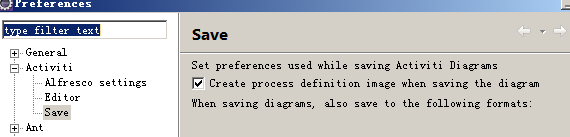 Preferences
type filter text
General
Activiti
Alfresco settings
Editor
Save
Ant
Save
Set preferences used while saving Activiti Diagrams
Create process definition image when saving the diagram
When saving diagrams, also save to the following formats: